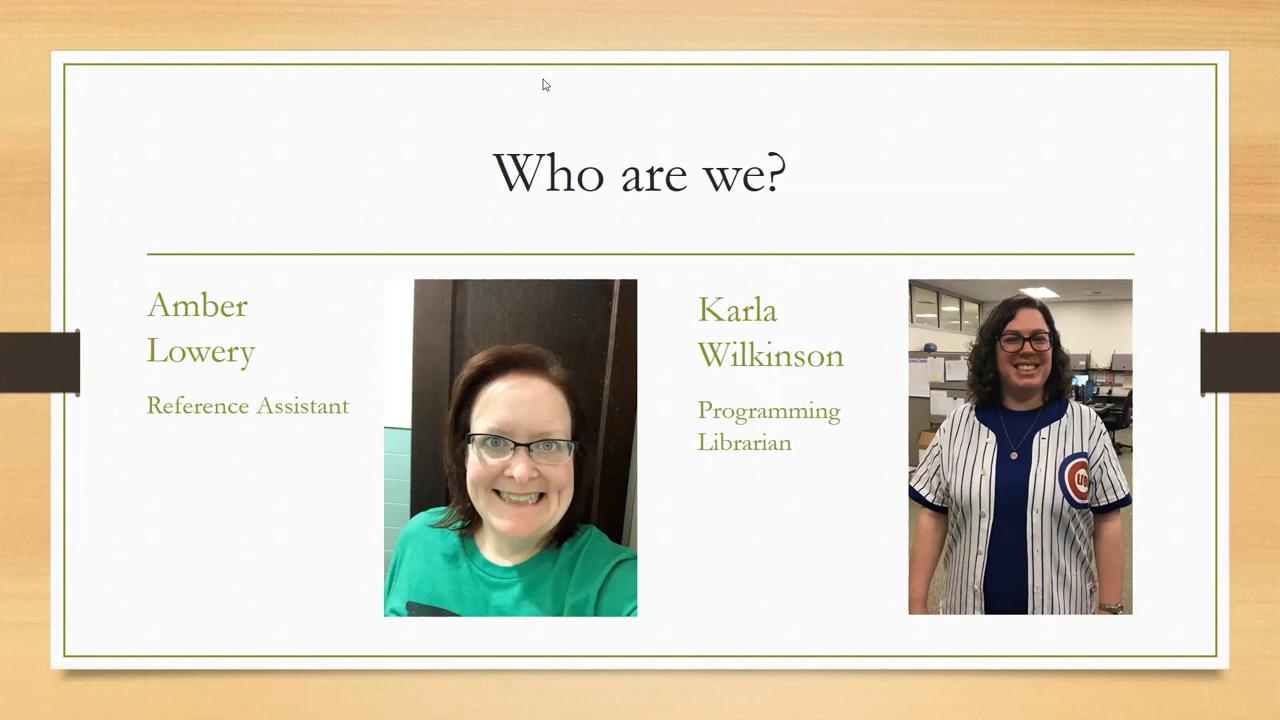 Who are we?
Amber
Lowery
Reference Assistant
Karla
Wilkinson
Programming
Librarian